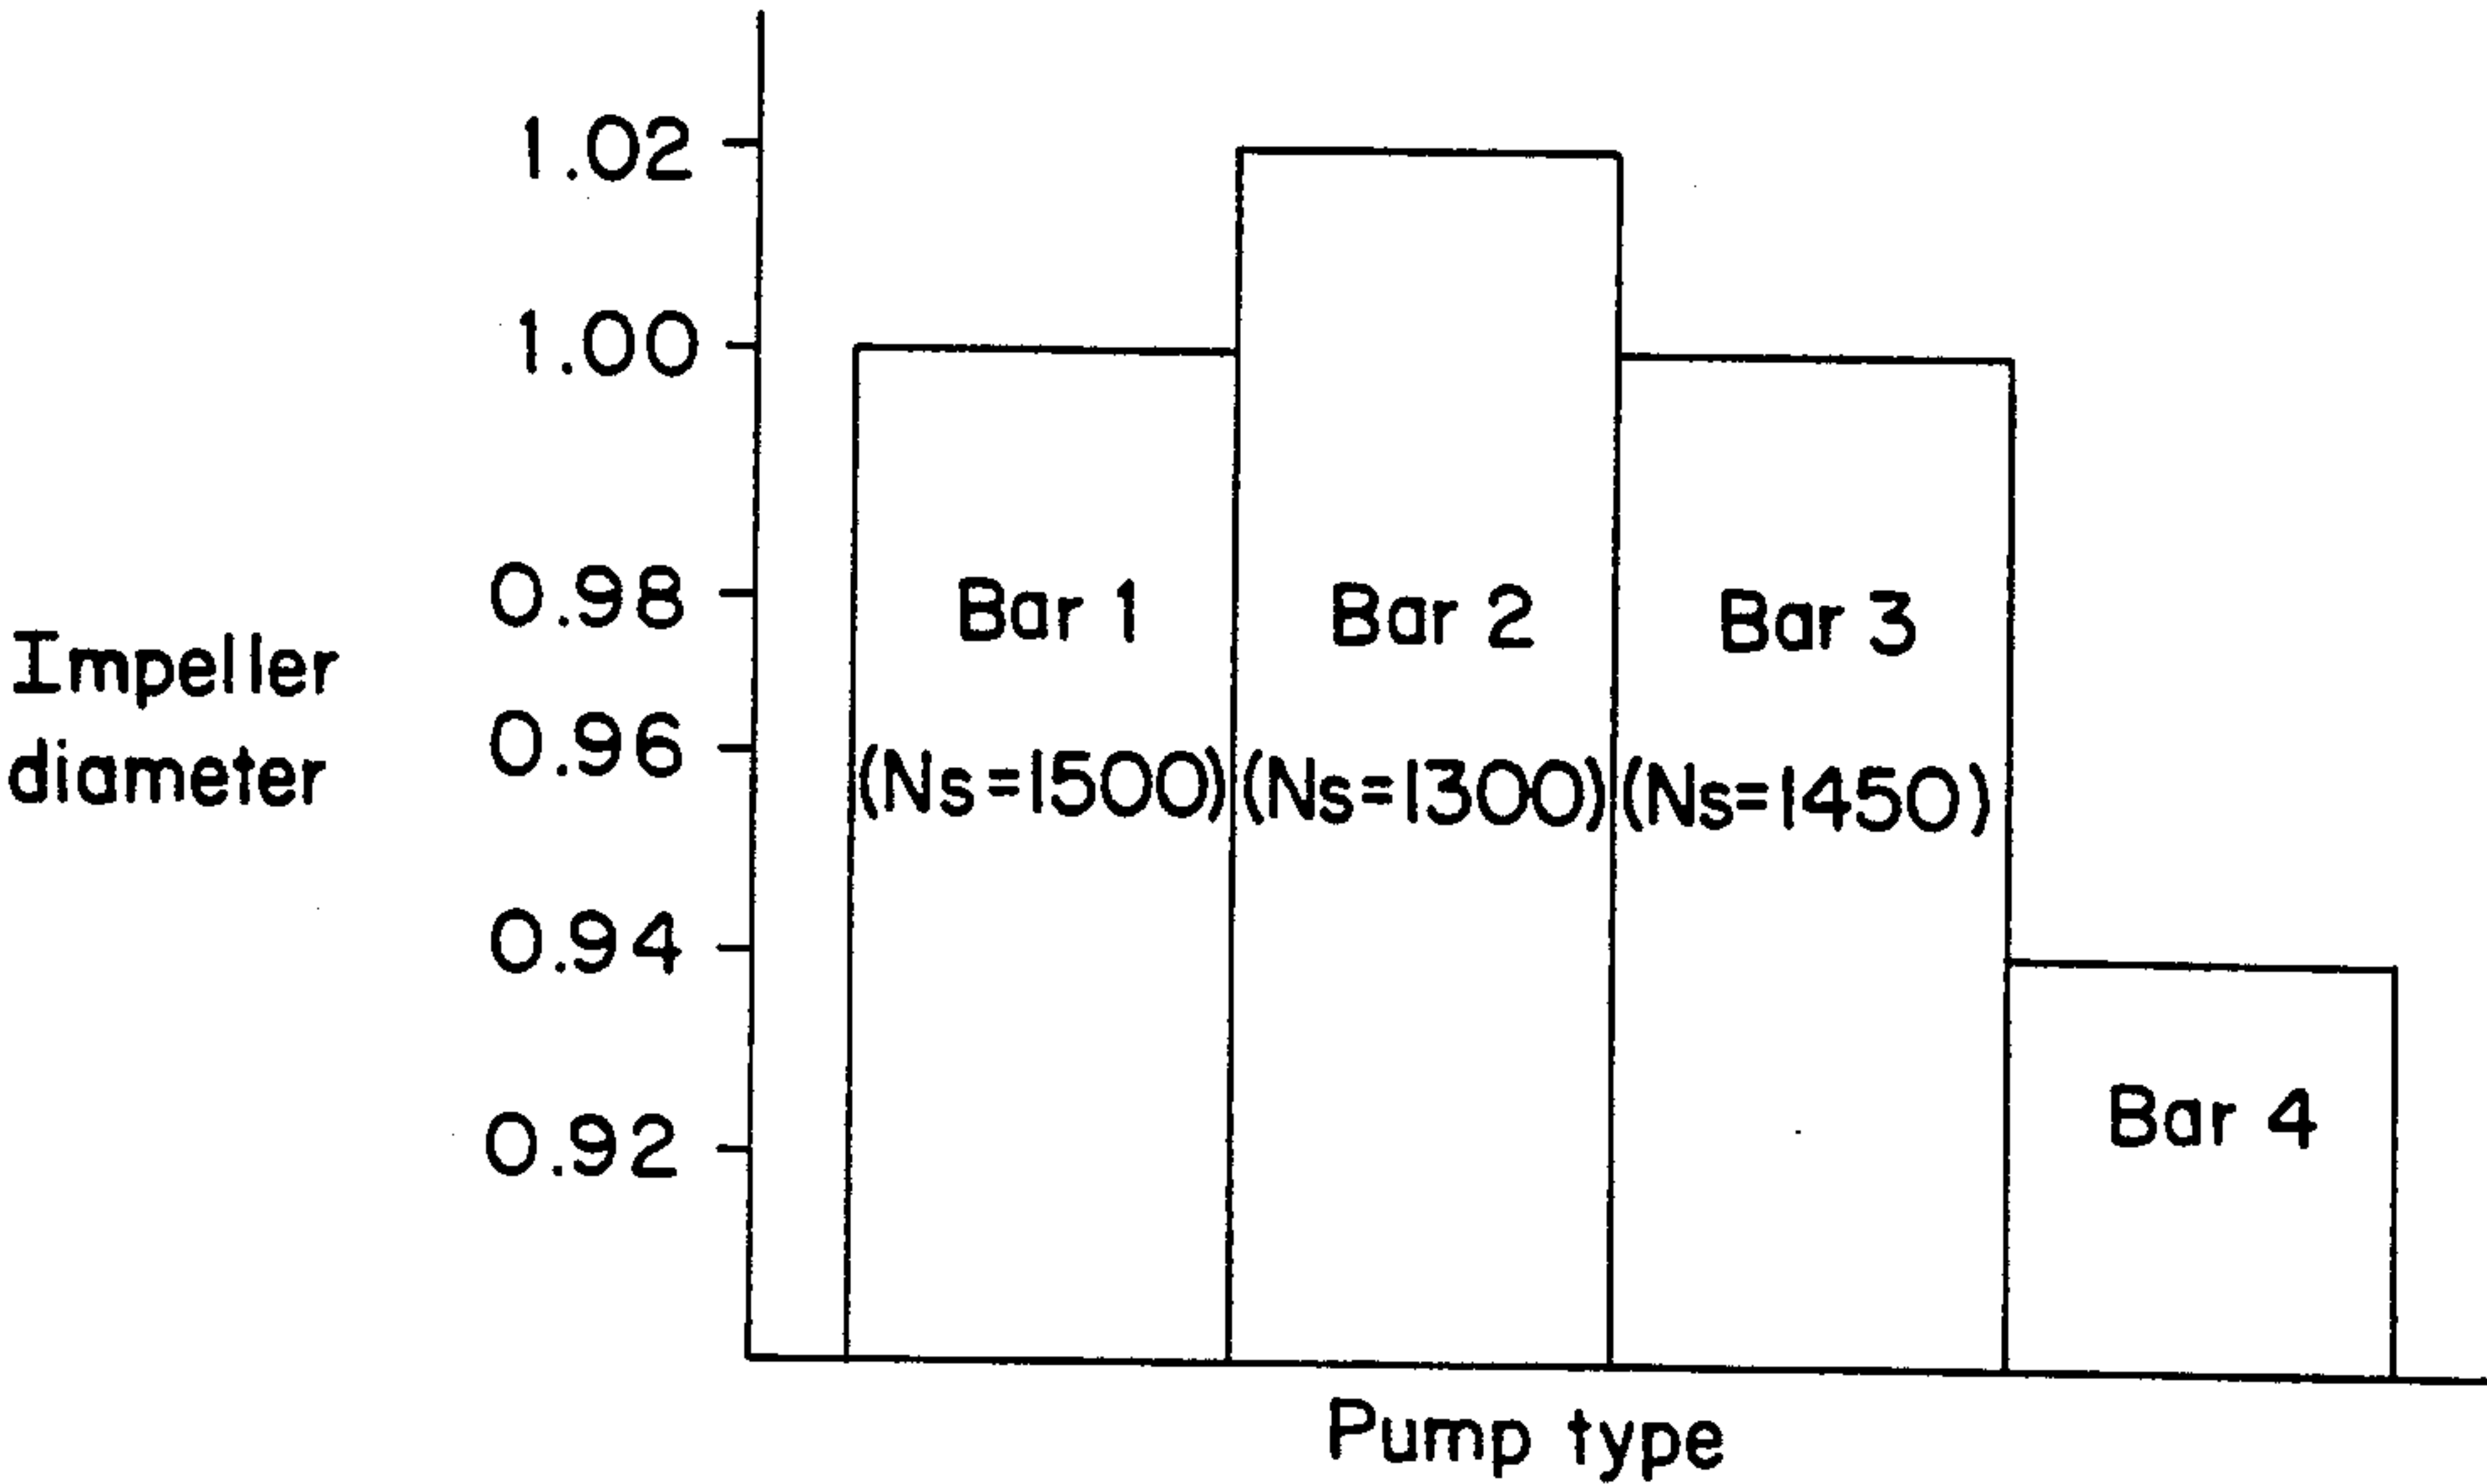 1.02
1.00
0.98
0.96
0.94
0.92
Impeller
diameter
Bar 1
(Ns=1500)
Bar 2
(Ns=1300)
Bar 3
(Ns=1450)
Bar 4
Pump type